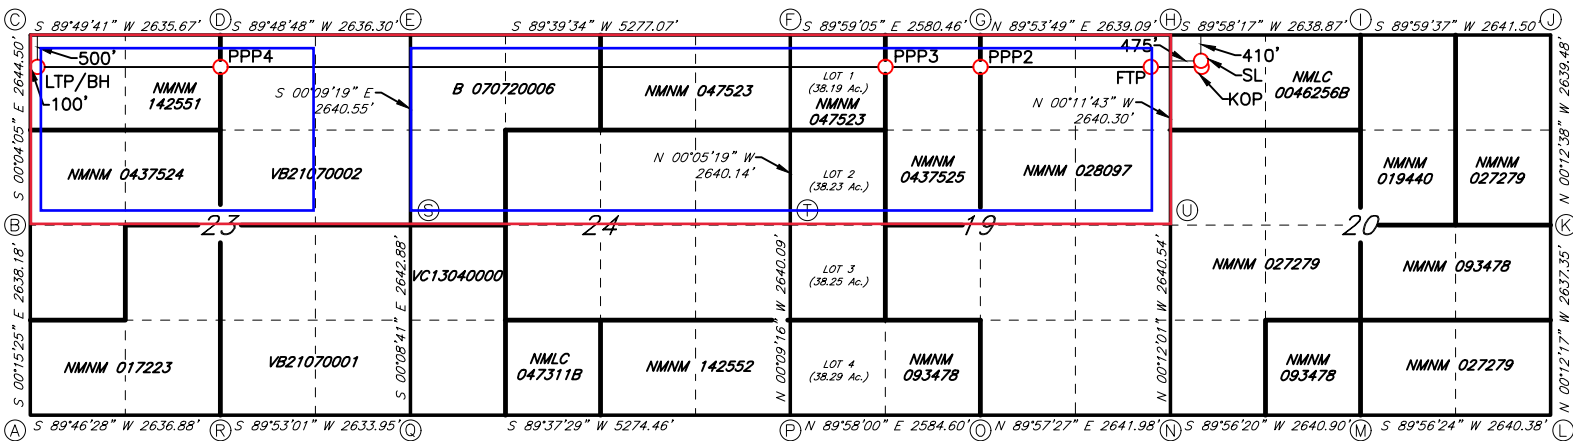 C
S 89°49'41" W 2635.67'
D
S 89°48'48" W 2636.30'
E
S 89°39'34" W 5277.07'
F
S 89°59'05" E 2580.46'
G
N 89°53'49" E 2639.09'
H
S 89°58'17" W 2638.87'
I
S 89°59'37" W 2641.50'
J
S 00°04'05" E 2644.50'
500'
PPP4
LTP/BH
100'
NMNM
142551
S 00°09'19" E
2640.55'
B 070720006
NMNM 047523
LOT 1
(38.19 Ac.)
NMNM
047523
PPP3
PPP2
475'
FTP
410'
SL
KOP
NMLC
0046256B
N 00°11'43" W
2640.30'
N 00°12'38" W 2639.48'
NMNM 0437524
VB21070002
N 00°05'19" W
2640.14'
LOT 2
(38.23 Ac.)
NMNM
0437525
NMNM 028097
NMNM
019440
NMNM
027279
B
23
S
24
T
19
U
20
K
S 00°15'25" E 2638.18'
VC13040000
S 00°08'41" E 2642.88'
N 00°09'16" W 2640.09'
LOT 3
(38.25 Ac.)
N 00°12'01" W 2640.54'
NMNM 027279
NMNM 093478
N 00°12'17" W 2637.35'
NMNM 017223
VB21070001
NMLC
047311B
NMNM 142552
LOT 4
(38.29 Ac.)
NMNM
093478
NMNM
093478
NMNM 027279
A
S 89°46'28" W 2636.88'
R
S 89°53'01" W 2633.95'
Q
S 89°37'29" W 5274.46'
P
N 89°58'00" E 2584.60'
O
N 89°57'27" E 2641.98'
N
S 89°56'20" W 2640.90'
M
S 89°56'24" W 2640.38'
L